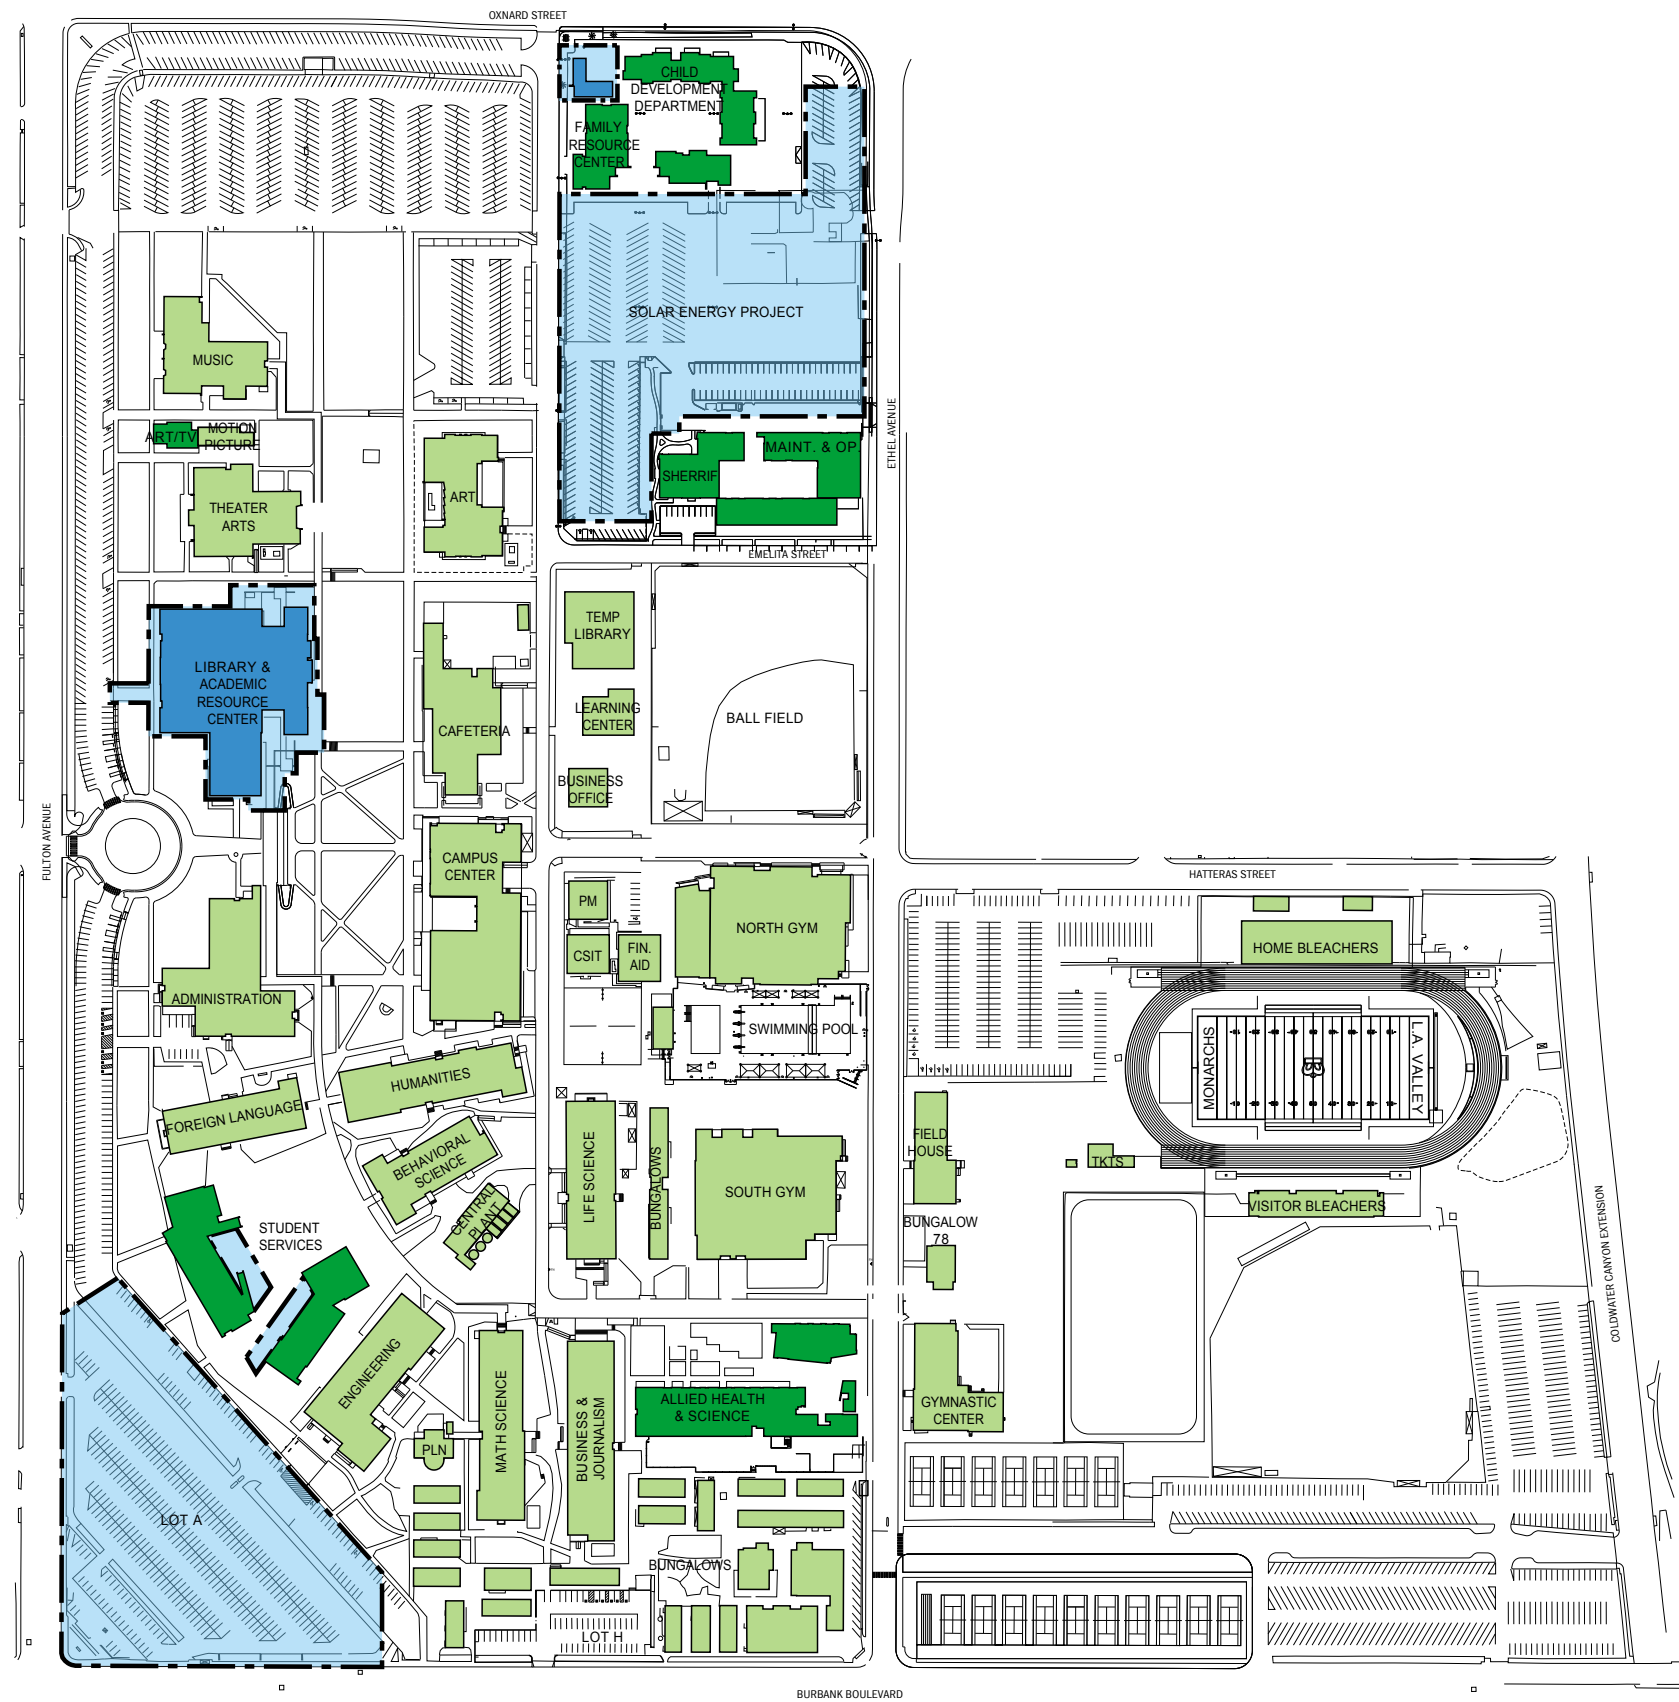 OXNARD STREET
CHILD
DEVELOPMENT
DEPARTMENT
FAMILY
RESOURCE
CENTER
SOLAR ENERGY PROJECT
MUSIC
ART/TV
MOTION
PICTURE
THEATER
ARTS
ART
SHERRIF
MAINT. & OP.
ETHEL AVENUE
EMELITA STREET
TEMP
LIBRARY
LIBRARY &
ACADEMIC
RESOURCE
CENTER
LEARNING
CENTER
BALL FIELD
CAFETERIA
BUSINESS
OFFICE
FULTON AVENUE
CAMPUS
CENTER
HATTERAS STREET
PM
NORTH GYM
CSIT
FIN.
AID
HOME BLEACHERS
ADMINISTRATION
SWIMMING POOL
MONARCHS
L.A. VALLEY
HUMANITIES
FOREIGN LANGUAGE
BEHAVIORAL
SCIENCE
LIFE SCIENCE
BUNGALOWS
FIELD
HOUSE
TKTS
SOUTH GYM
VISITOR BLEACHERS
CENTRAL
PLANT
STUDENT
SERVICES
BUNGALOW
78
COLDWATER CANYON EXTENSION
ENGINEERING
MATH SCIENCE
BUSINESS &
JOURNALISM
ALLIED HEALTH
& SCIENCE
GYMNASTIC
CENTER
PLN
LOT A
BUNGALOWS
LOT H
BURBANK BOULEVARD